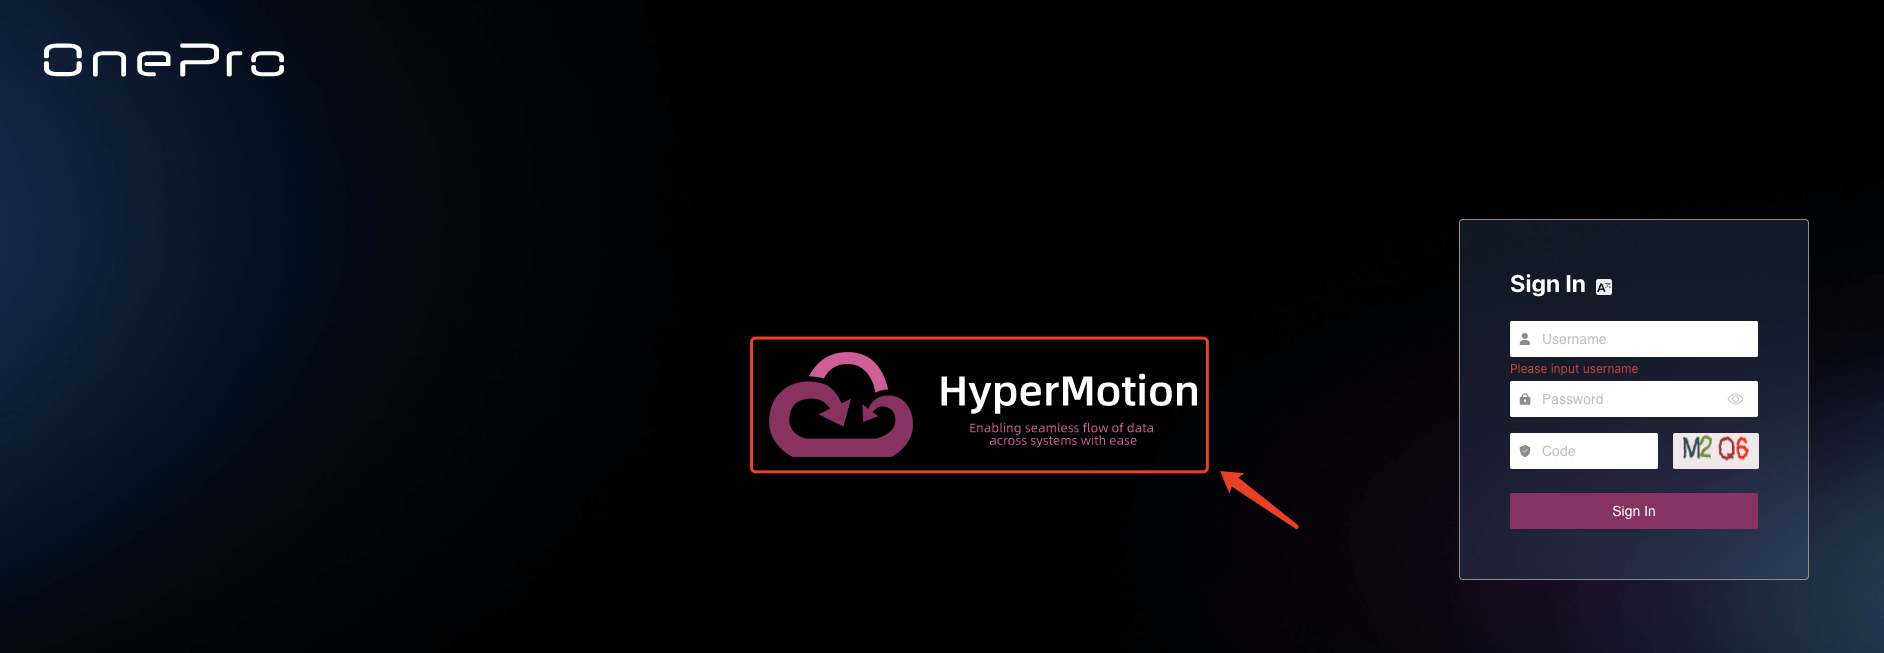 OnePro
HyperMotion
Enabling seamless flow of data
across systems with ease
Sign In
Username
Please input username
Password
Code
M2 Q6
Sign In